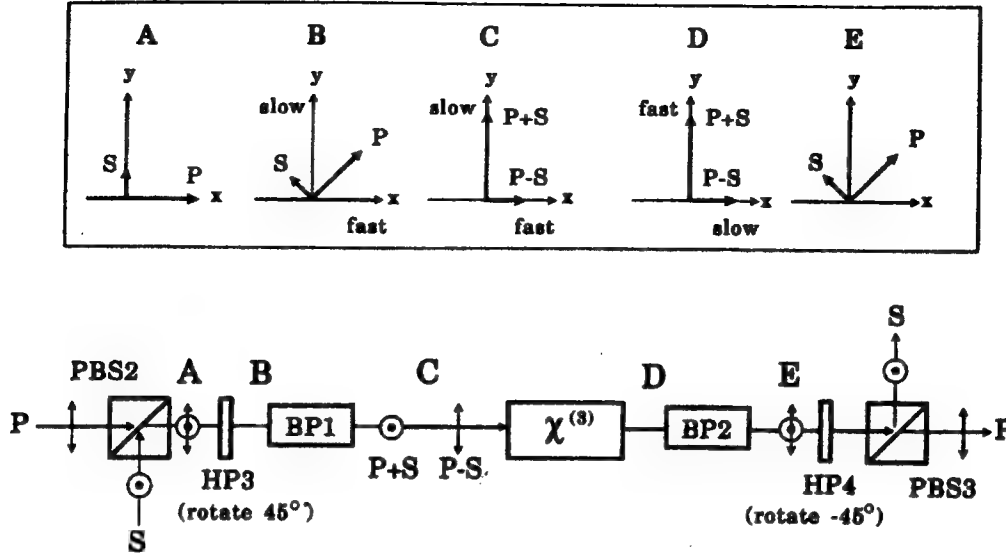 A B C D E
y y y y y
slow slow P+S fast P+S
S P x S P x fast P-S x fast P-S x slow S P x
S
PBS2 A B C D E
P BP1 χ(3) BP2 P
HP3 P+S P-S HP4 PBS3
(rotate 45°) (rotate -45°)
S